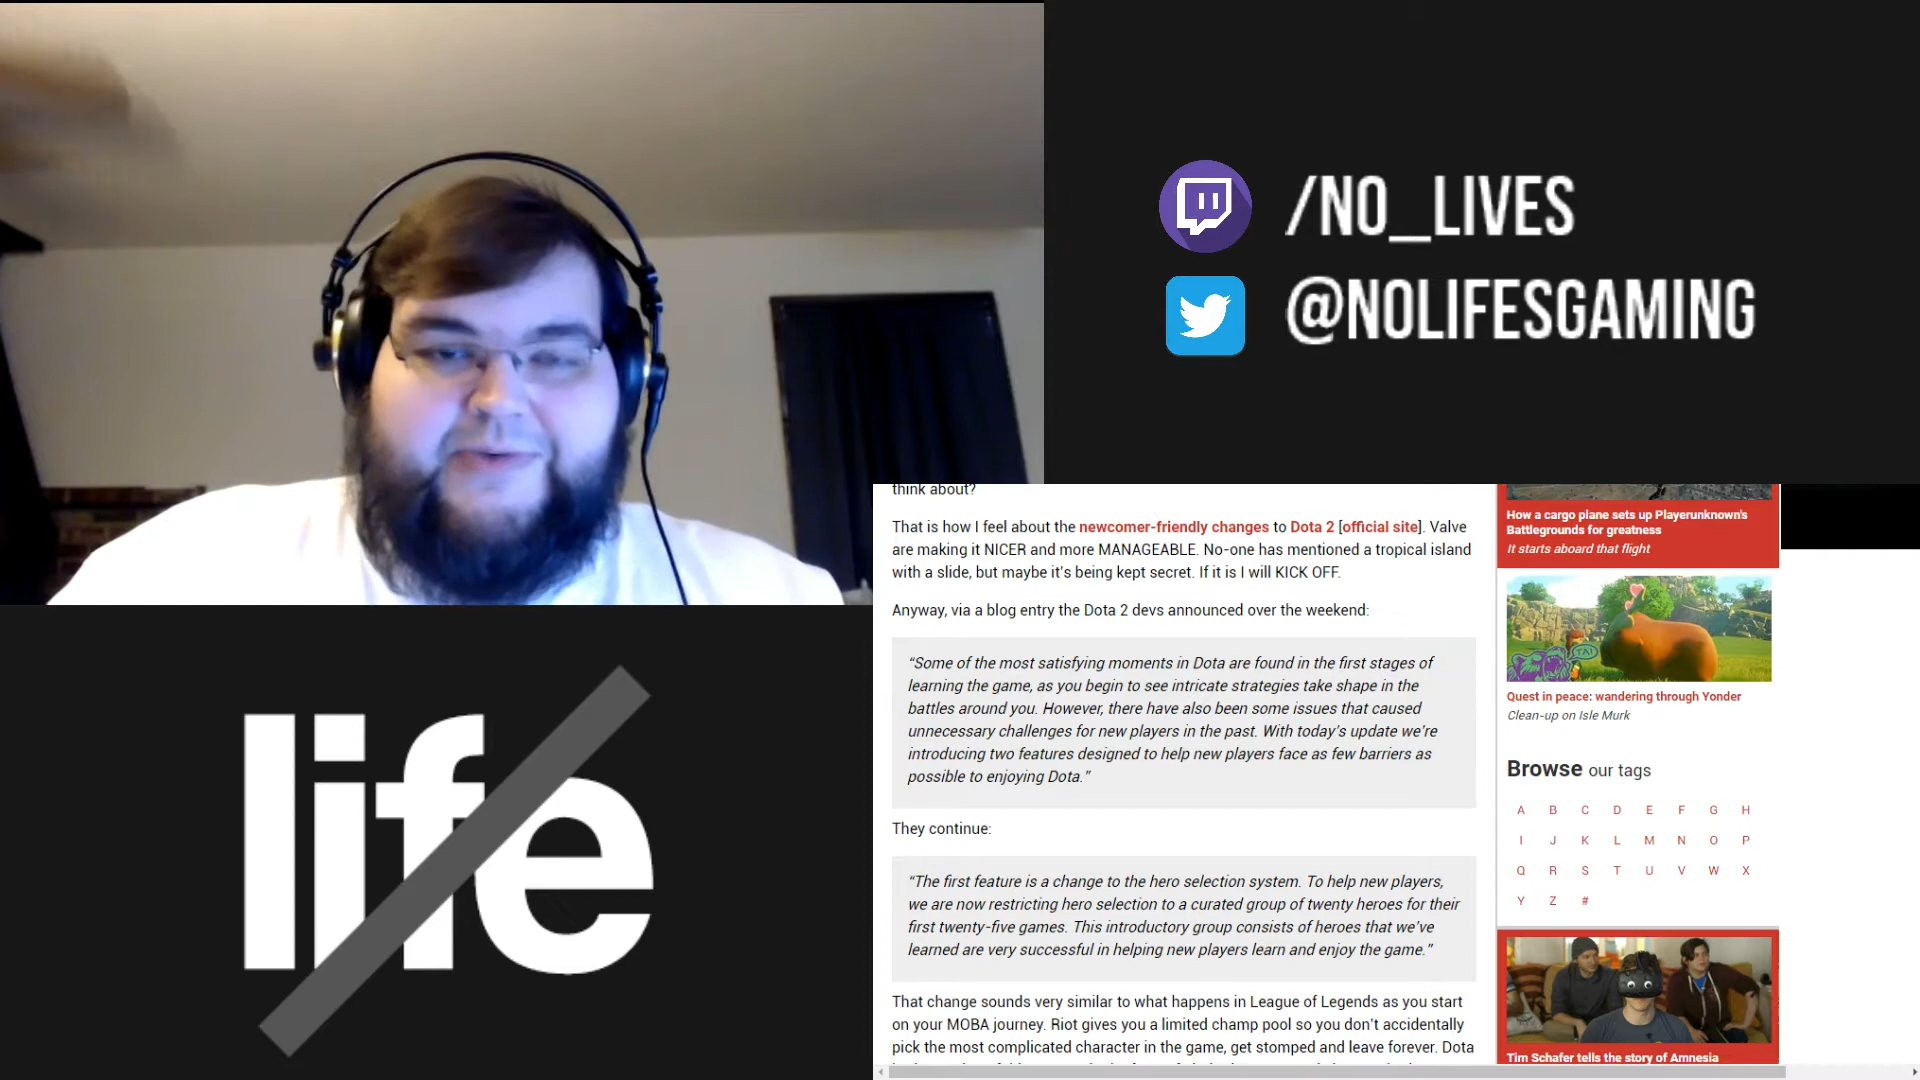 /NO_LIVES
@NOLIFESGAMING
life
think about?
That is how I feel about the newcomer-friendly changes to Dota 2 [official site]. Valve
are making it NICER and more MANAGEABLE. No-one has mentioned a tropical island
with a slide, but maybe it's being kept secret. If it is I will KICK OFF.
Anyway, via a blog entry the Dota 2 devs announced over the weekend:
“Some of the most satisfying moments in Dota are found in the first stages of
learning the game, as you begin to see intricate strategies take shape in the
battles around you. However, there have also been some issues that caused
unnecessary challenges for new players in the past. With today's update we're
introducing two features designed to help new players face as few barriers as
possible to enjoying Dota.”
They continue:
“The first feature is a change to the hero selection system. To help new players,
we are now restricting hero selection to a curated group of twenty heroes for their
first twenty-five games. This introductory group consists of heroes that we've
learned are very successful in helping new players learn and enjoy the game.”
That change sounds very similar to what happens in League of Legends as you start
on your MOBA journey. Riot gives you a limited champ pool so you don't accidentally
pick the most complicated character in the game, get stomped and leave forever. Dota
How a cargo plane sets up Playerunknown's
Battlegrounds for greatness
It starts aboard that flight
TAI
Quest in peace: wandering through Yonder
Clean-up on Isle Murk
Browse our tags
A B C D E F G H
I J K L M N O P
Q R S T U V W X
Y Z #
Tim Schafer tells the story of Amnesia